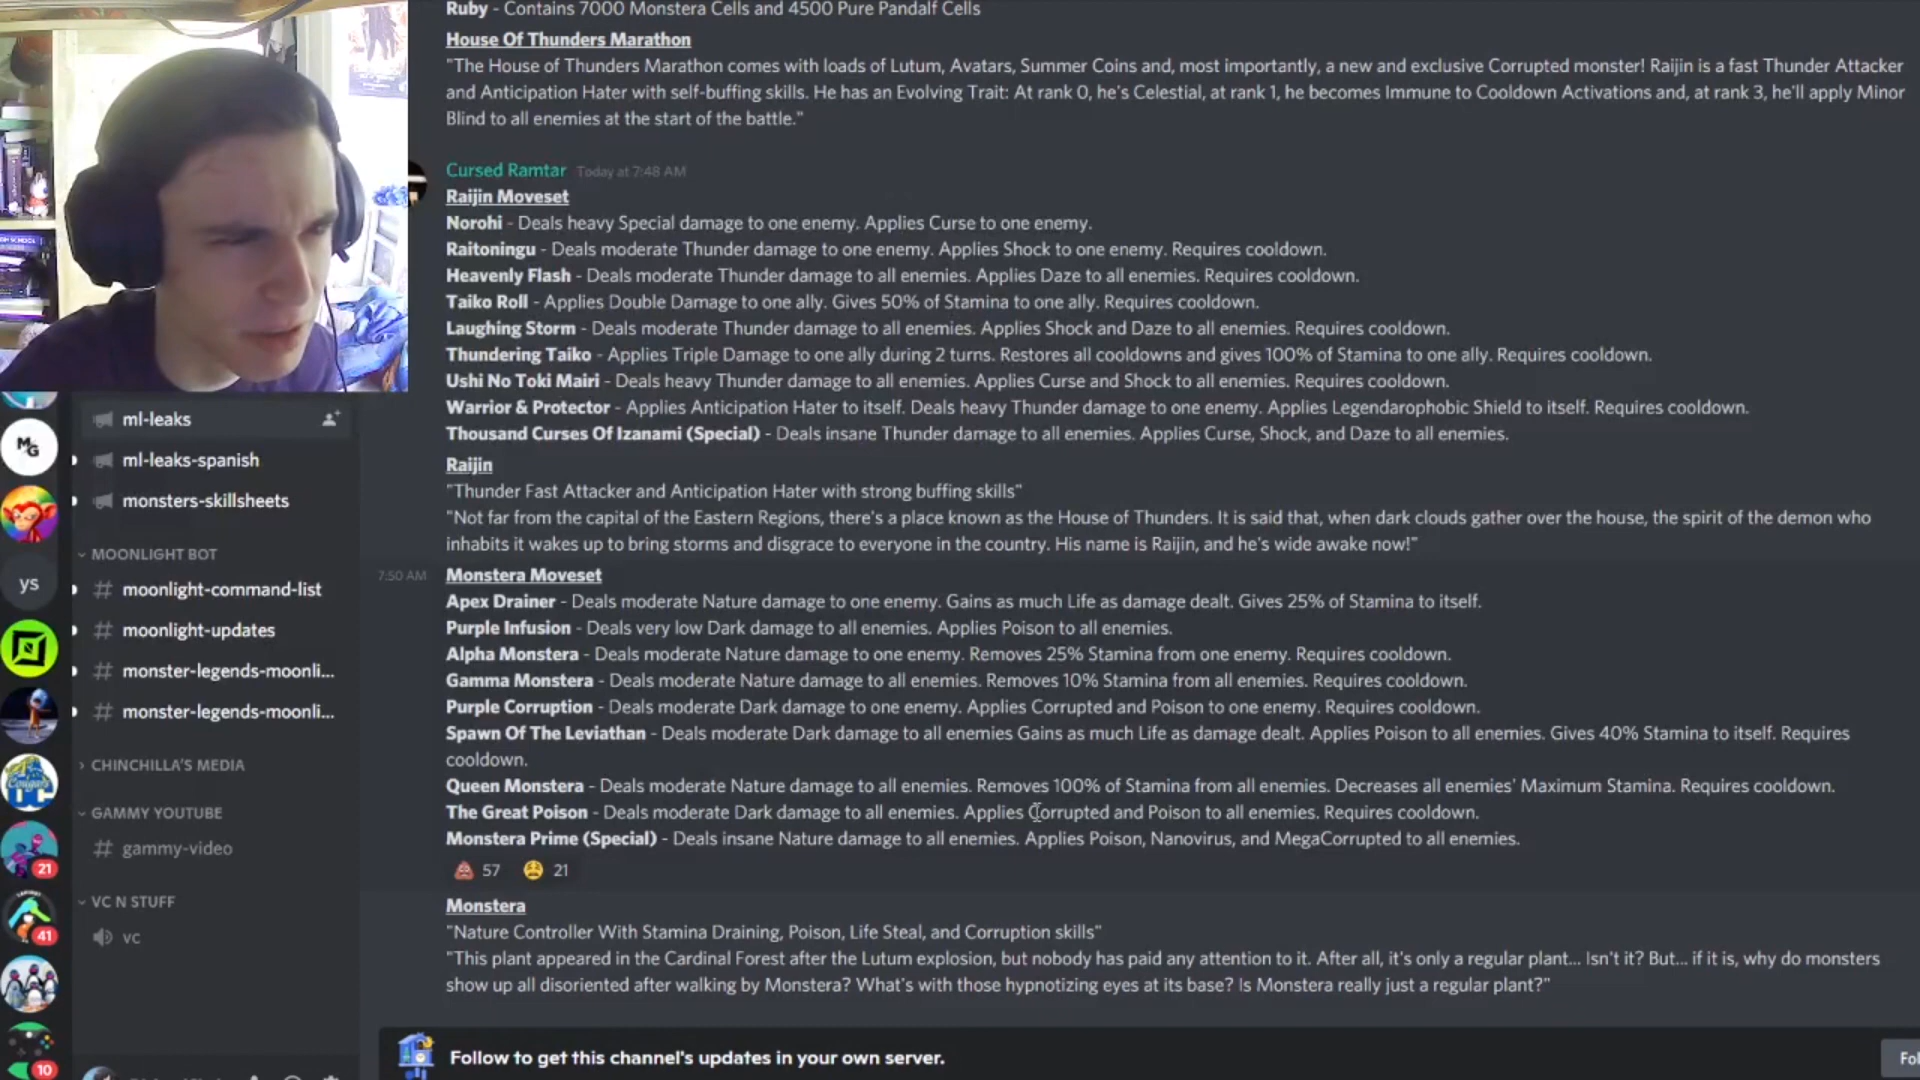 Ruby - Contains 7000 Monstera Cells and 4500 Pure Pandalf Cells
House Of Thunders Marathon
"The House of Thunders Marathon comes with loads of Lutum, Avatars, Summer Coins and, most importantly, a new and exclusive Corrupted monster! Raijin is a fast Thunder Attacker
and Anticipation Hater with self-buffing skills. He has an Evolving Trait: At rank 0, he's Celestial, at rank 1, he becomes Immune to Cooldown Activations and, at rank 3, he'll apply Minor
Blind to all enemies at the start of the battle."
Cursed Ramtar Today at 7:48 AM
Raijin Moveset
Norohi - Deals heavy Special damage to one enemy. Applies Curse to one enemy.
Raitoningu - Deals moderate Thunder damage to one enemy. Applies Shock to one enemy. Requires cooldown.
Heavenly Flash - Deals moderate Thunder damage to all enemies. Applies Daze to all enemies. Requires cooldown.
Taiko Roll - Applies Double Damage to one ally. Gives 50% of Stamina to one ally. Requires cooldown.
Laughing Storm - Deals moderate Thunder damage to all enemies. Applies Shock and Daze to all enemies. Requires cooldown.
Thundering Taiko - Applies Triple Damage to one ally during 2 turns. Restores all cooldowns and gives 100% of Stamina to one ally. Requires cooldown.
Ushi No Toki Mairi - Deals heavy Thunder damage to all enemies. Applies Curse and Shock to all enemies. Requires cooldown.
Warrior & Protector - Applies Anticipation Hater to itself. Deals heavy Thunder damage to one enemy. Applies Legendarophobic Shield to itself. Requires cooldown.
Thousand Curses Of Izanami (Special) - Deals insane Thunder damage to all enemies. Applies Curse, Shock, and Daze to all enemies.
Raijin
"Thunder Fast Attacker and Anticipation Hater with strong buffing skills"
"Not far from the capital of the Eastern Regions, there's a place known as the House of Thunders. It is said that, when dark clouds gather over the house, the spirit of the demon who
inhabits it wakes up to bring storms and disgrace to everyone in the country. His name is Raijin, and he's wide awake now!"
7:50 AM Monstera Moveset
Apex Drainer - Deals moderate Nature damage to one enemy. Gains as much Life as damage dealt. Gives 25% of Stamina to itself.
Purple Infusion - Deals very low Dark damage to all enemies. Applies Poison to all enemies.
Alpha Monstera - Deals moderate Nature damage to one enemy. Removes 25% Stamina from one enemy. Requires cooldown.
Gamma Monstera - Deals moderate Nature damage to all enemies. Removes 10% Stamina from all enemies. Requires cooldown.
Purple Corruption - Deals moderate Dark damage to one enemy. Applies Corrupted and Poison to one enemy. Requires cooldown.
Spawn Of The Leviathan - Deals moderate Dark damage to all enemies Gains as much Life as damage dealt. Applies Poison to all enemies. Gives 40% Stamina to itself. Requires
cooldown.
Queen Monstera - Deals moderate Nature damage to all enemies. Removes 100% of Stamina from all enemies. Decreases all enemies' Maximum Stamina. Requires cooldown.
The Great Poison - Deals moderate Dark damage to all enemies. Applies Corrupted and Poison to all enemies. Requires cooldown.
Monstera Prime (Special) - Deals insane Nature damage to all enemies. Applies Poison, Nanovirus, and MegaCorrupted to all enemies.
57 21
Monstera
"Nature Controller With Stamina Draining, Poison, Life Steal, and Corruption skills"
"This plant appeared in the Cardinal Forest after the Lutum explosion, but nobody has paid any attention to it. After all, it's only a regular plant... Isn't it? But... if it is, why do monsters
show up all disoriented after walking by Monstera? What's with those hypnotizing eyes at its base? Is Monstera really just a regular plant?"
Follow to get this channel's updates in your own server.
Fol
ml-leaks
ml-leaks-spanish
monsters-skillsheets
MOONLIGHT BOT
moonlight-command-list
moonlight-updates
monster-legends-moonli...
monster-legends-moonli...
CHINCHILLA'S MEDIA
GAMMY YOUTUBE
gammy-video
VC N STUFF
vc
MG
ys
21
41
10